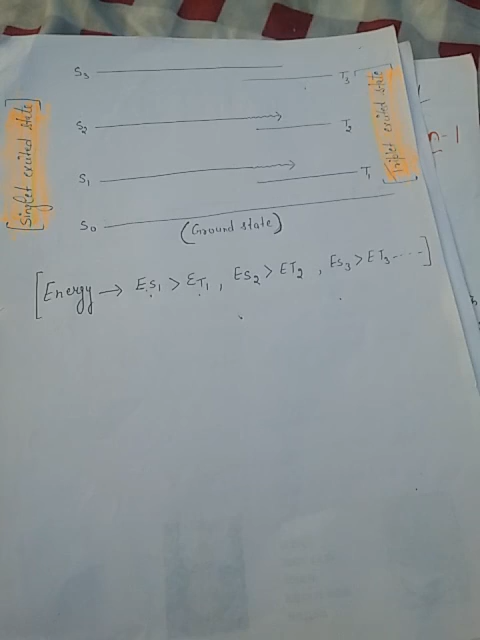 S3 T3
S2 T2
S1 T1
S0 (Ground state)
[Singlet excited state]
[Triplet excited state]
[Energy → ES1 > ET1, ES2 > ET2, ES3 > ET3 ----]